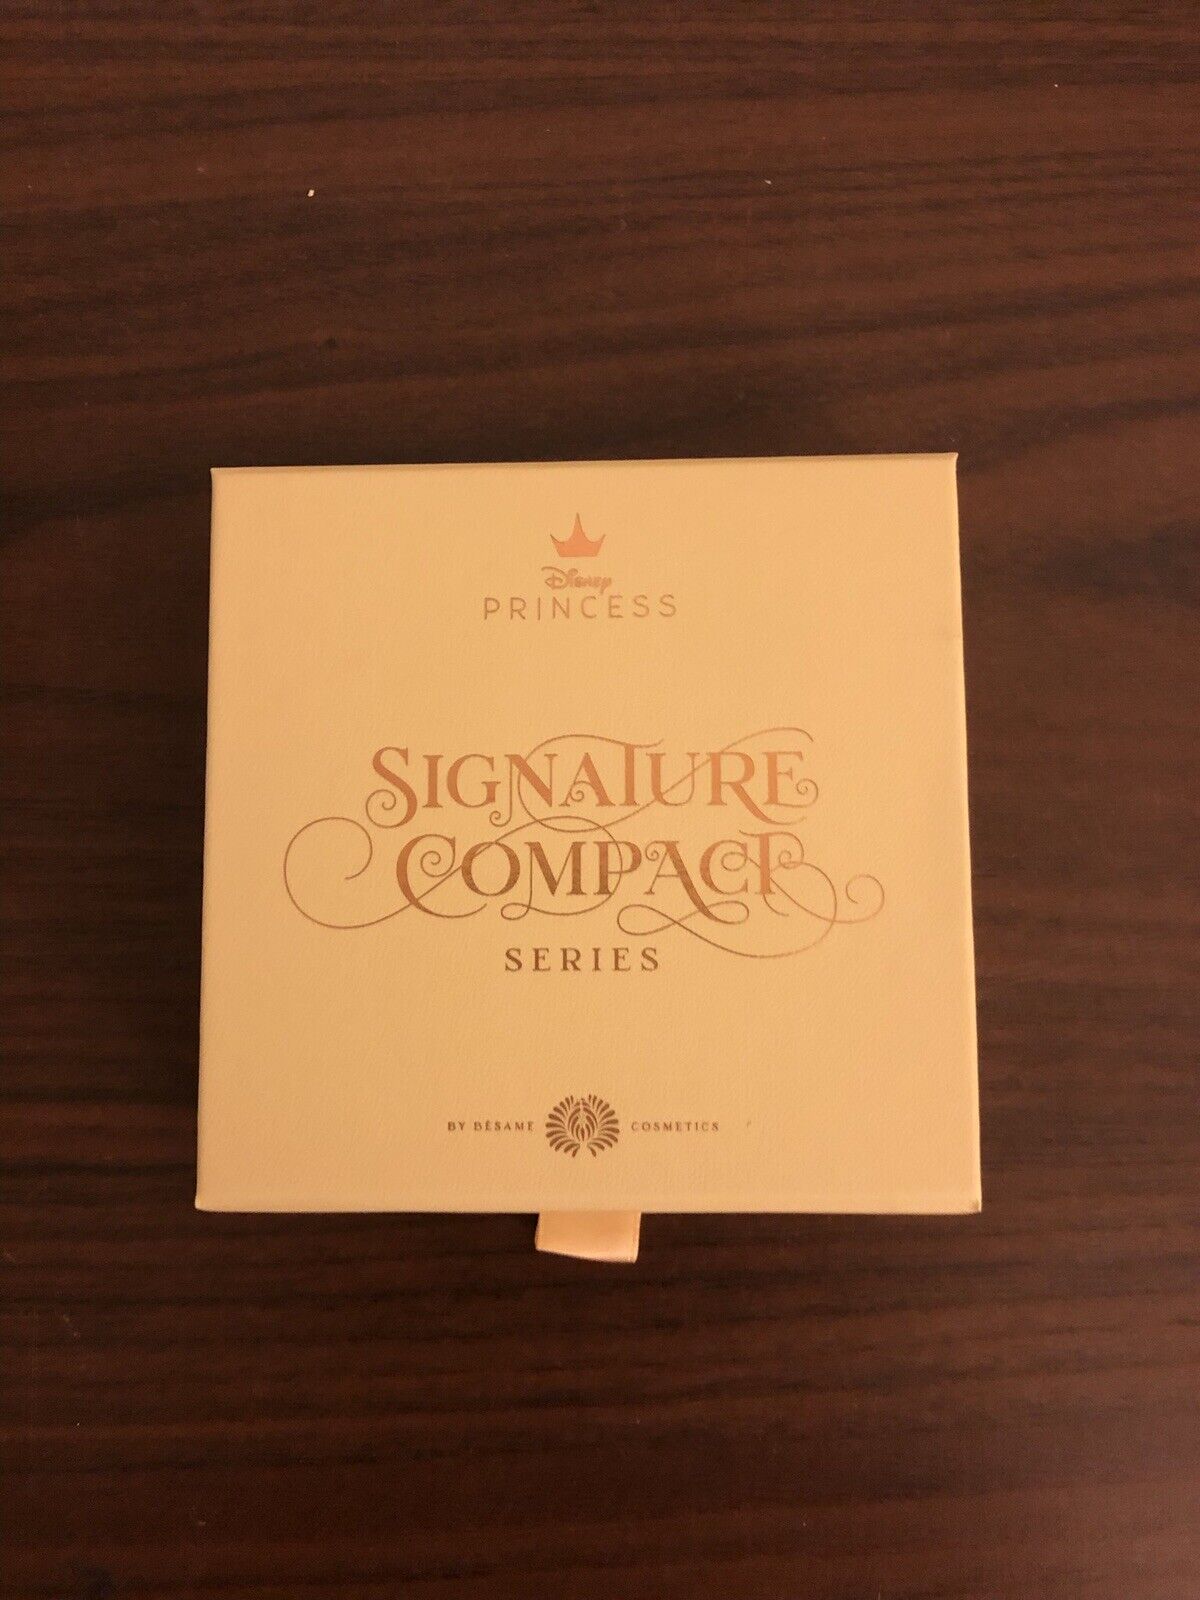 Disney
PRINCESS
SIGNATURE
COMPACT
SERIES
BY BÉSAME COSMETICS